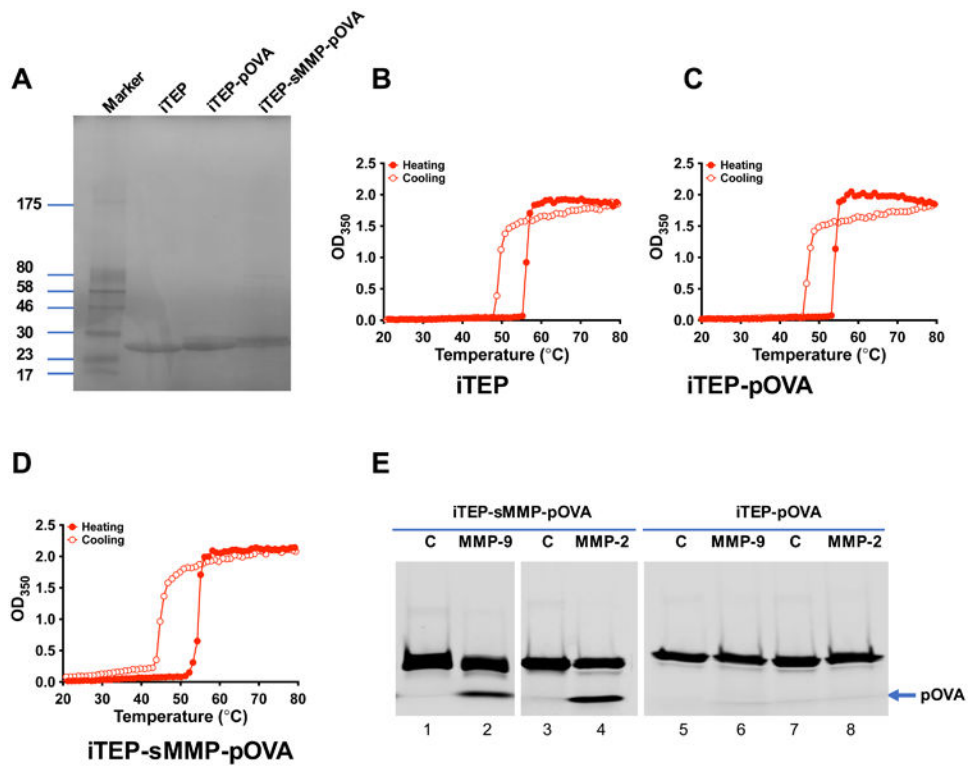 A
Marker
iTEP
iTEP-pOVA
iTEP-sMMP-pOVA
175
80
58
46
30
23
17
B
Heating
Cooling
OD350
2.5
2.0
1.5
1.0
0.5
0.0
20 30 40 50 60 70 80
Temperature (°C)
iTEP
C
Heating
Cooling
OD350
2.5
2.0
1.5
1.0
0.5
0.0
20 30 40 50 60 70 80
Temperature (°C)
iTEP-pOVA
D
Heating
Cooling
OD350
2.5
2.0
1.5
1.0
0.5
0.0
20 30 40 50 60 70 80
Temperature (°C)
iTEP-sMMP-pOVA
E
iTEP-sMMP-pOVA iTEP-pOVA
C MMP-9 C MMP-2 C MMP-9 C MMP-2
pOVA
1 2 3 4 5 6 7 8